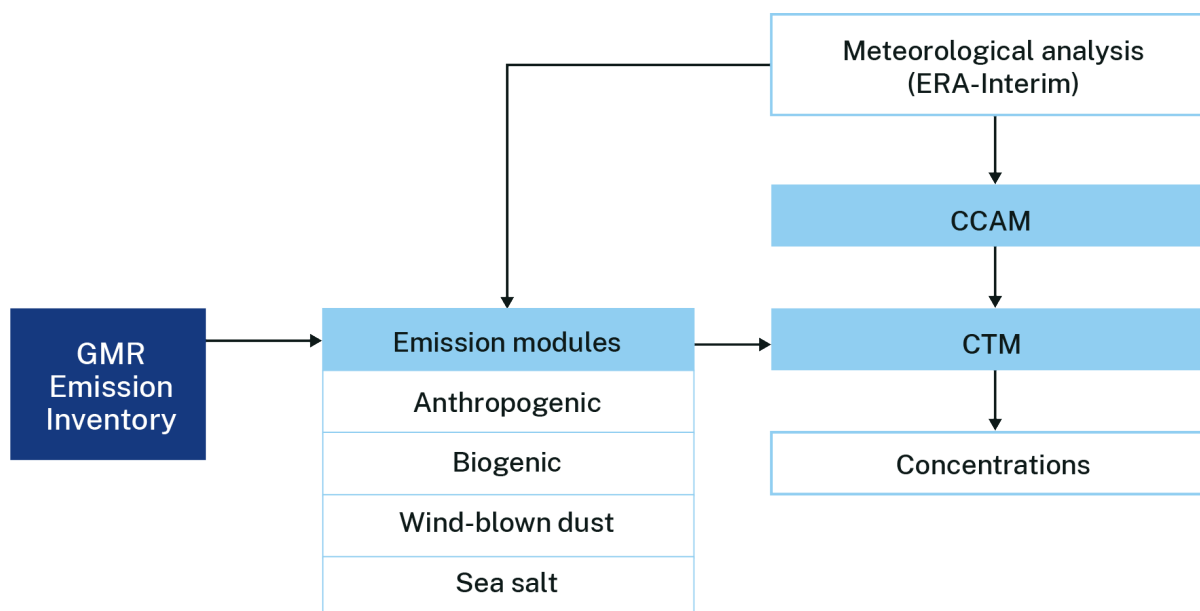 Meteorological analysis
(ERA-Interim)
CCAM
GMR
Emission
Inventory
Emission modules
CTM
Anthropogenic
Biogenic
Concentrations
Wind-blown dust
Sea salt